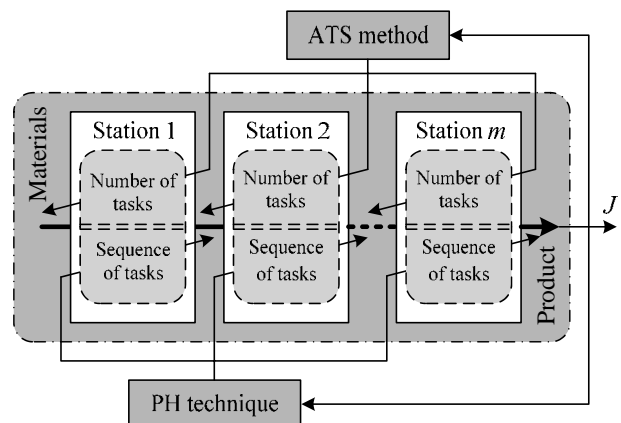 ATS method
Materials
Station 1
Station 2
Station m
Number of
tasks
Number of
tasks
Number of
tasks
Sequence
of tasks
Sequence
of tasks
Sequence
of tasks
J
Product
PH technique